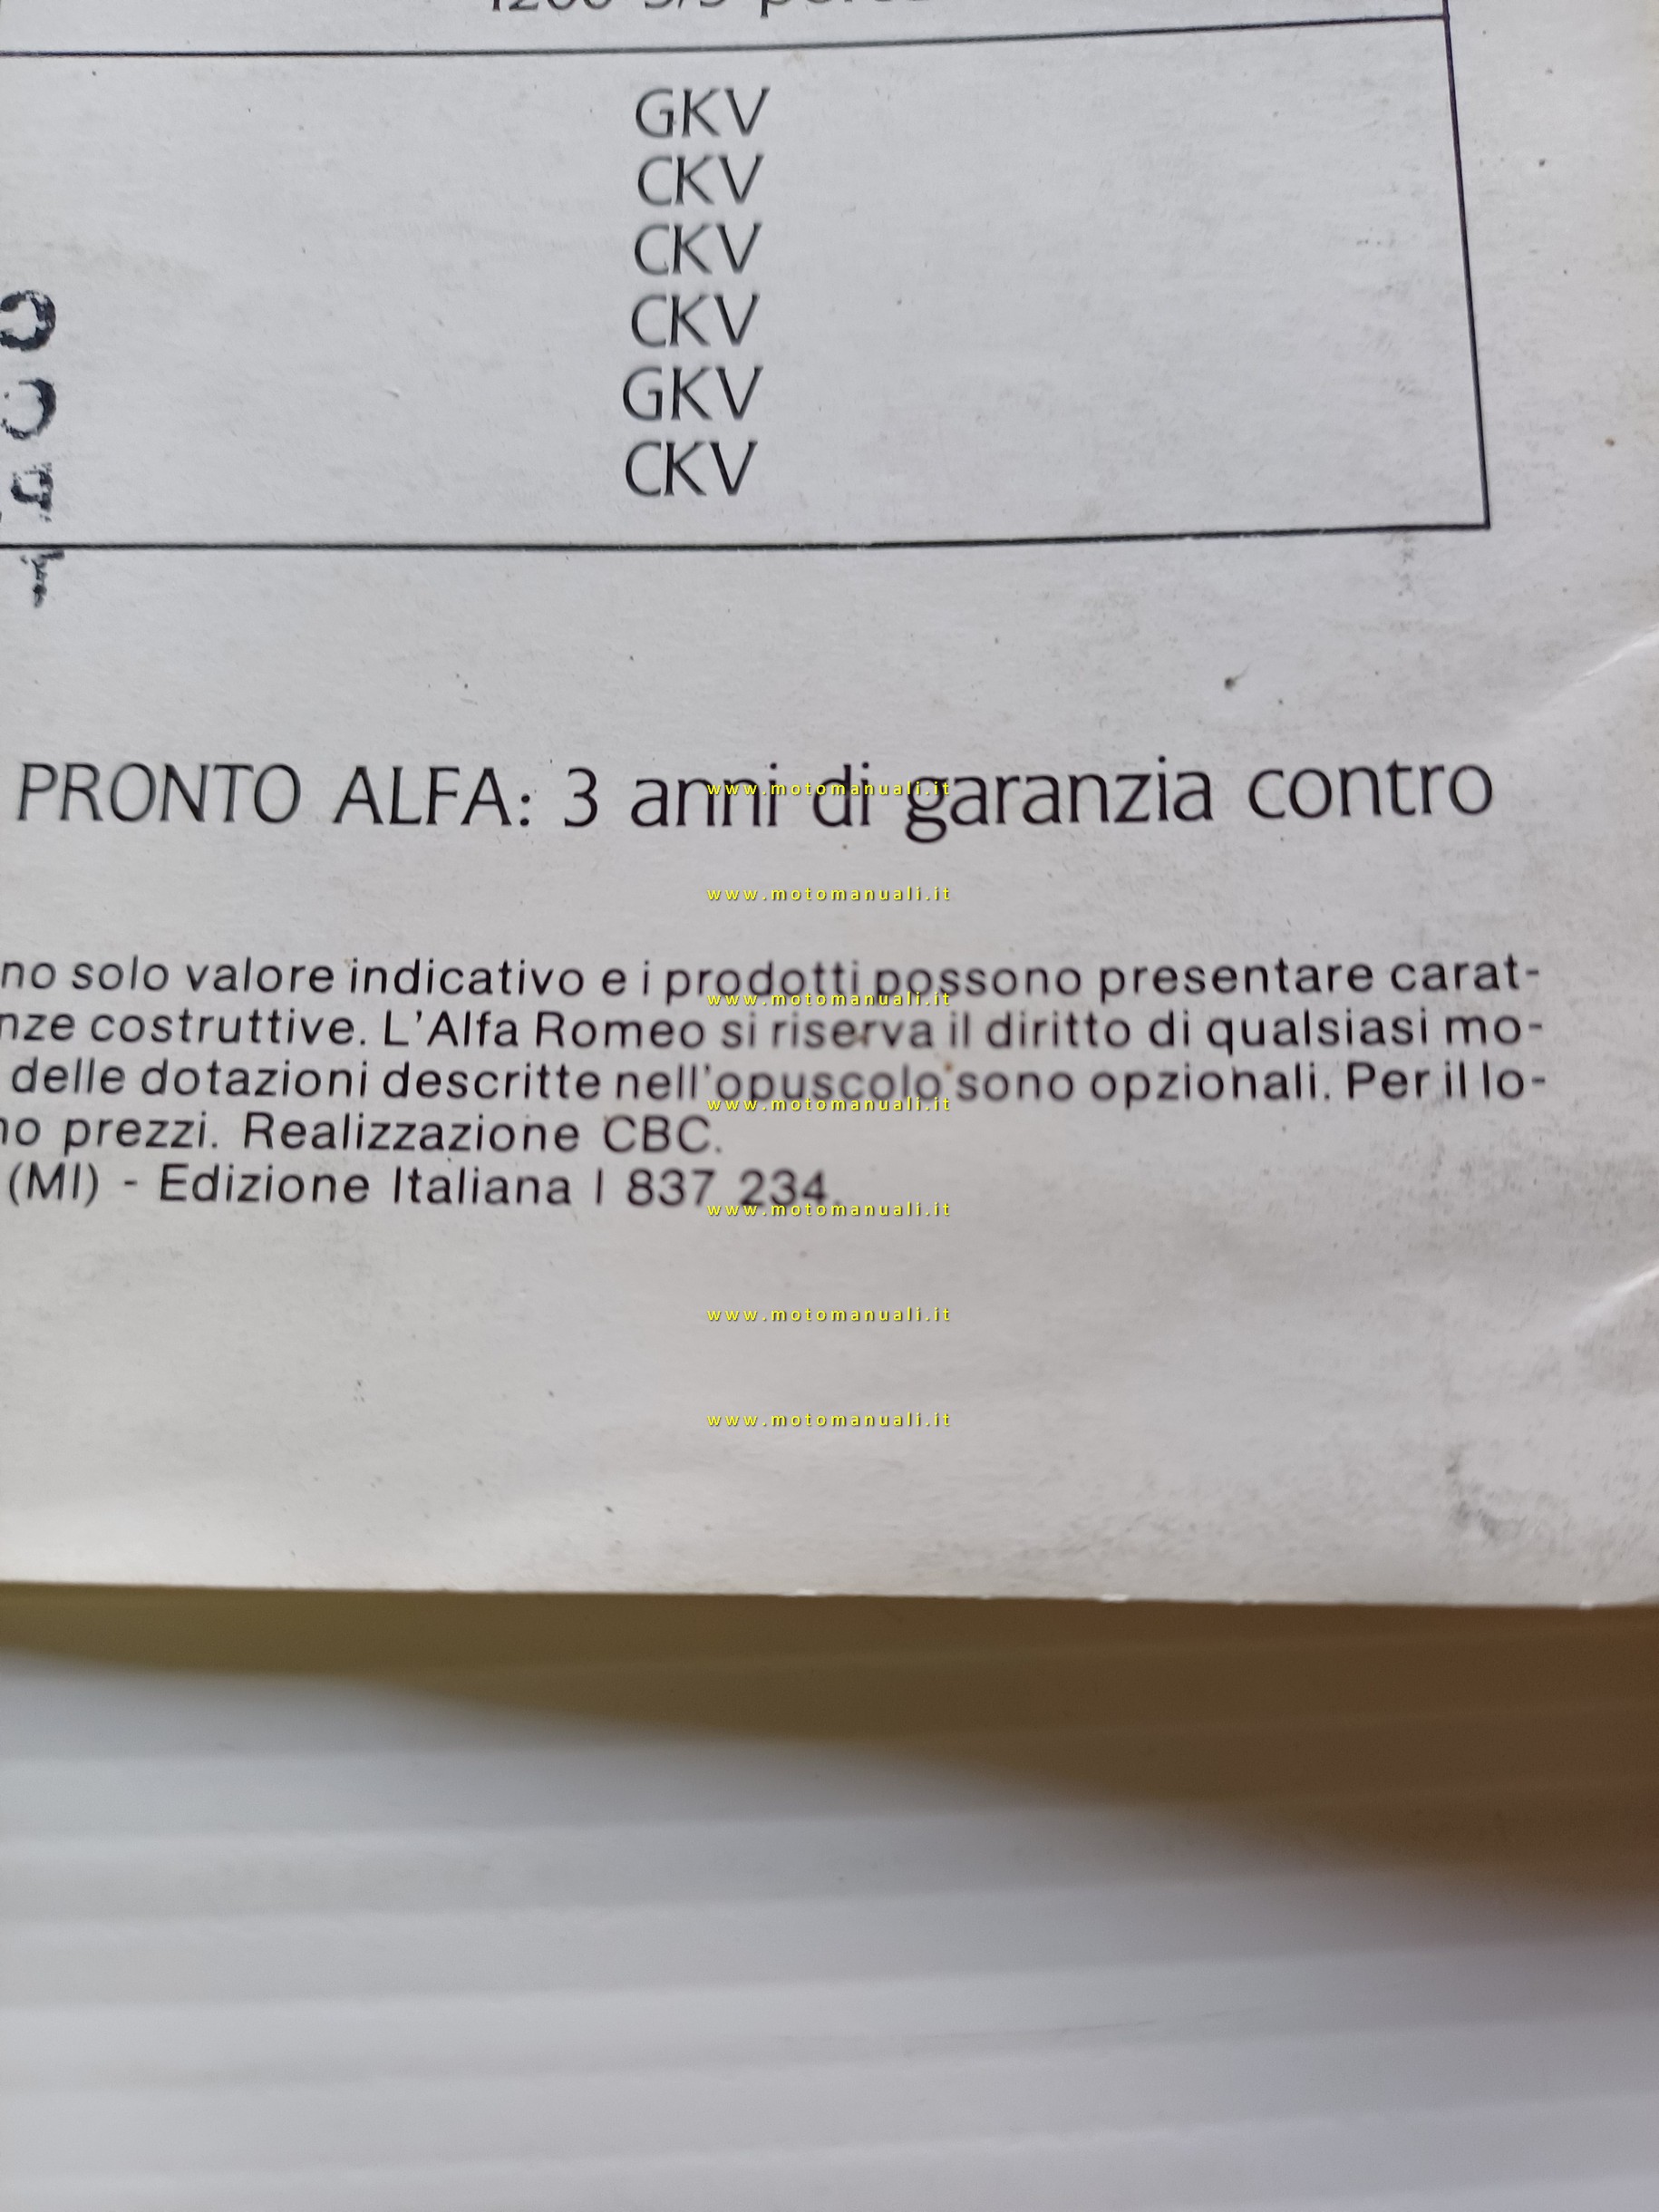 GKV
CKV
CKV
CKV
GKV
CKV
PRONTO ALFA: 3 anni di garanzia contro
www.motomanuali.it
www.motomanuali.it
no solo valore indicativo e i prodotti possono presentare carat-
www.motomanuali.it
nze costruttive. L'Alfa Romeo si riserva il diritto di qualsiasi mo-
delle dotazioni descritte nell'opuscolo sono opzionali. Per il lo-
www.motomanuali.it
no prezzi. Realizzazione CBC.
(MI) - Edizione Italiana I 837 234.
www.motomanuali.it
www.motomanuali.it
www.motomanuali.it